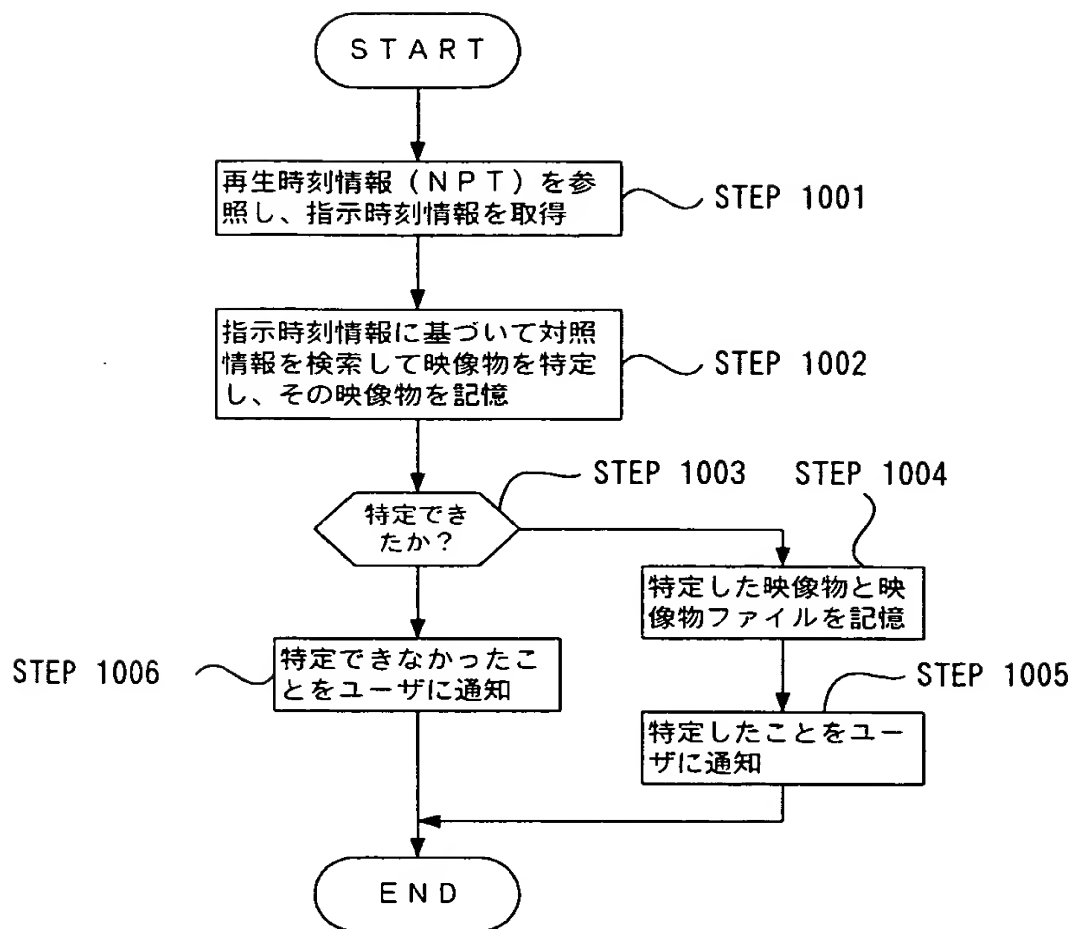 START
再生時刻情報（NPT）を参
照し、指示時刻情報を取得
STEP 1001
指示時刻情報に基づいて対照
情報を検索して映像物を特定
し、その映像物を記憶
STEP 1002
特定でき
たか？
STEP 1003
STEP 1004
特定した映像物と映
像物ファイルを記憶
STEP 1006
特定できなかったこ
とをユーザに通知
STEP 1005
特定したことをユー
ザに通知
END